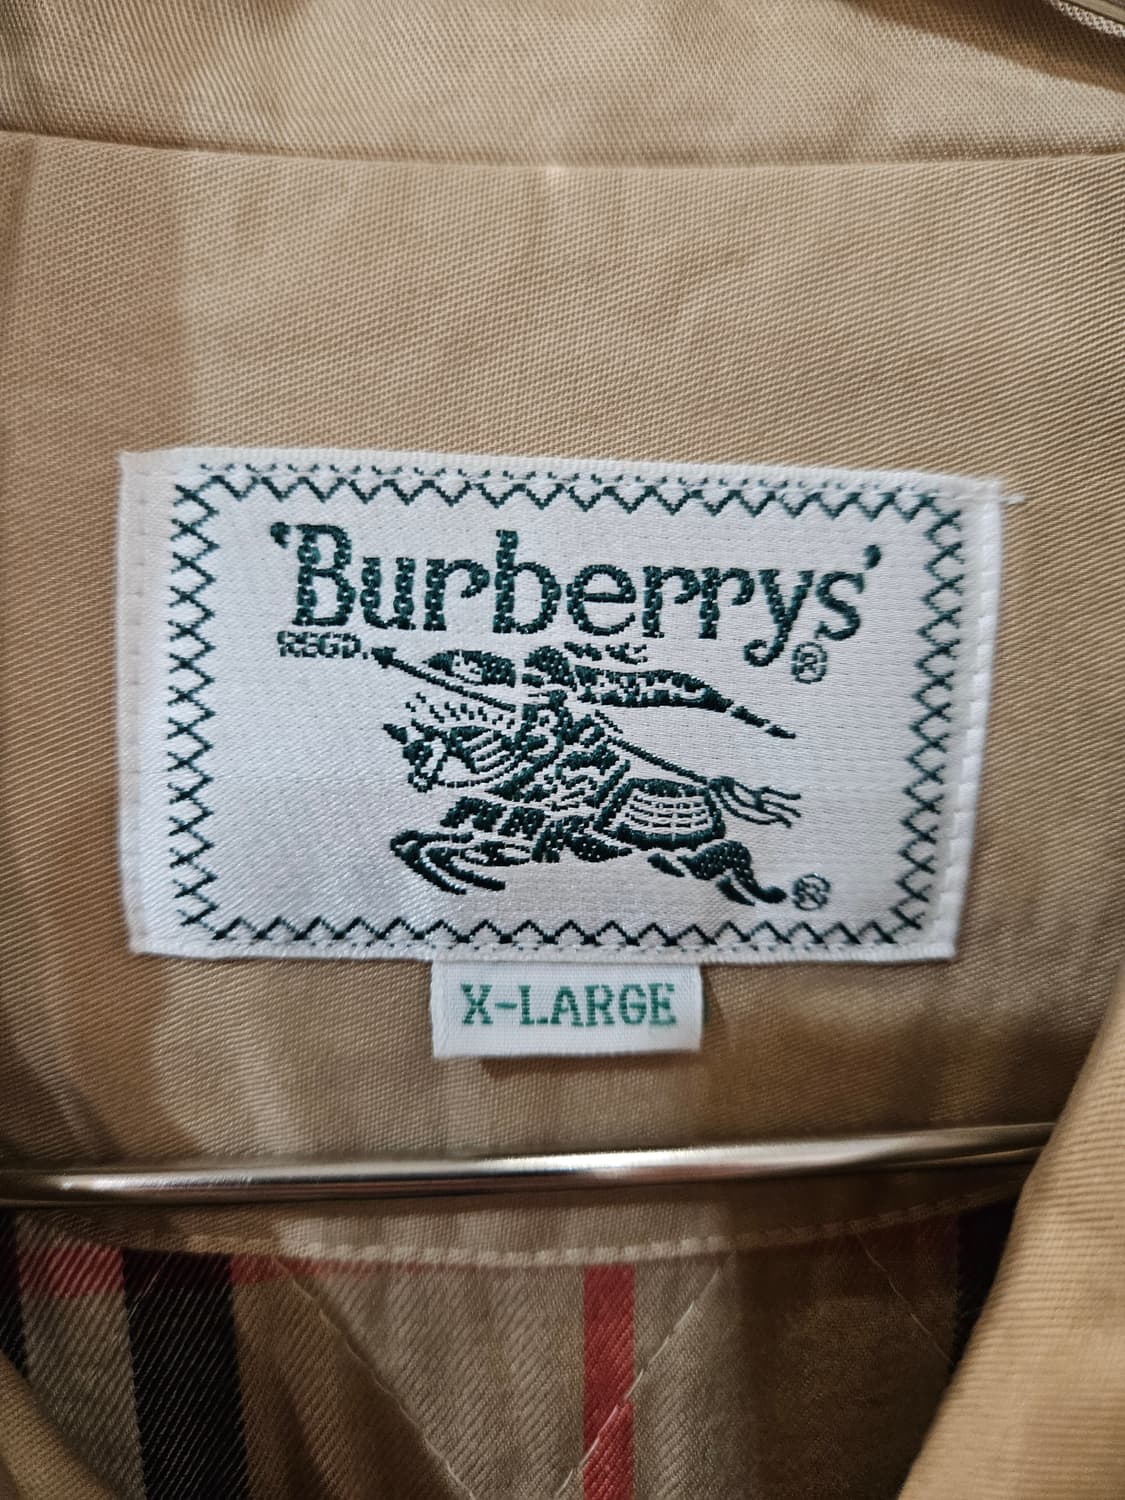 'Burberrys'
REGD. ®
®
X-LARGE